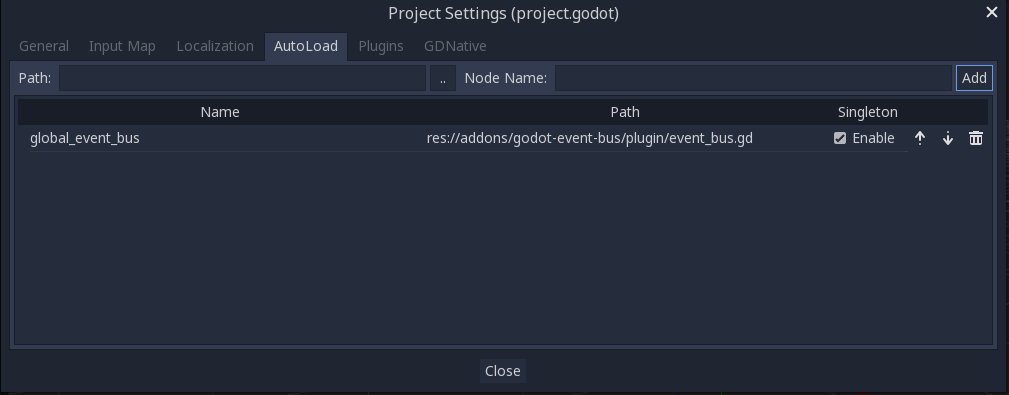 Project Settings (project.godot)
General Input Map Localization AutoLoad Plugins GDNative
Path: .. Node Name: Add
Name Path Singleton
global_event_bus res://addons/godot-event-bus/plugin/event_bus.gd Enable
Close